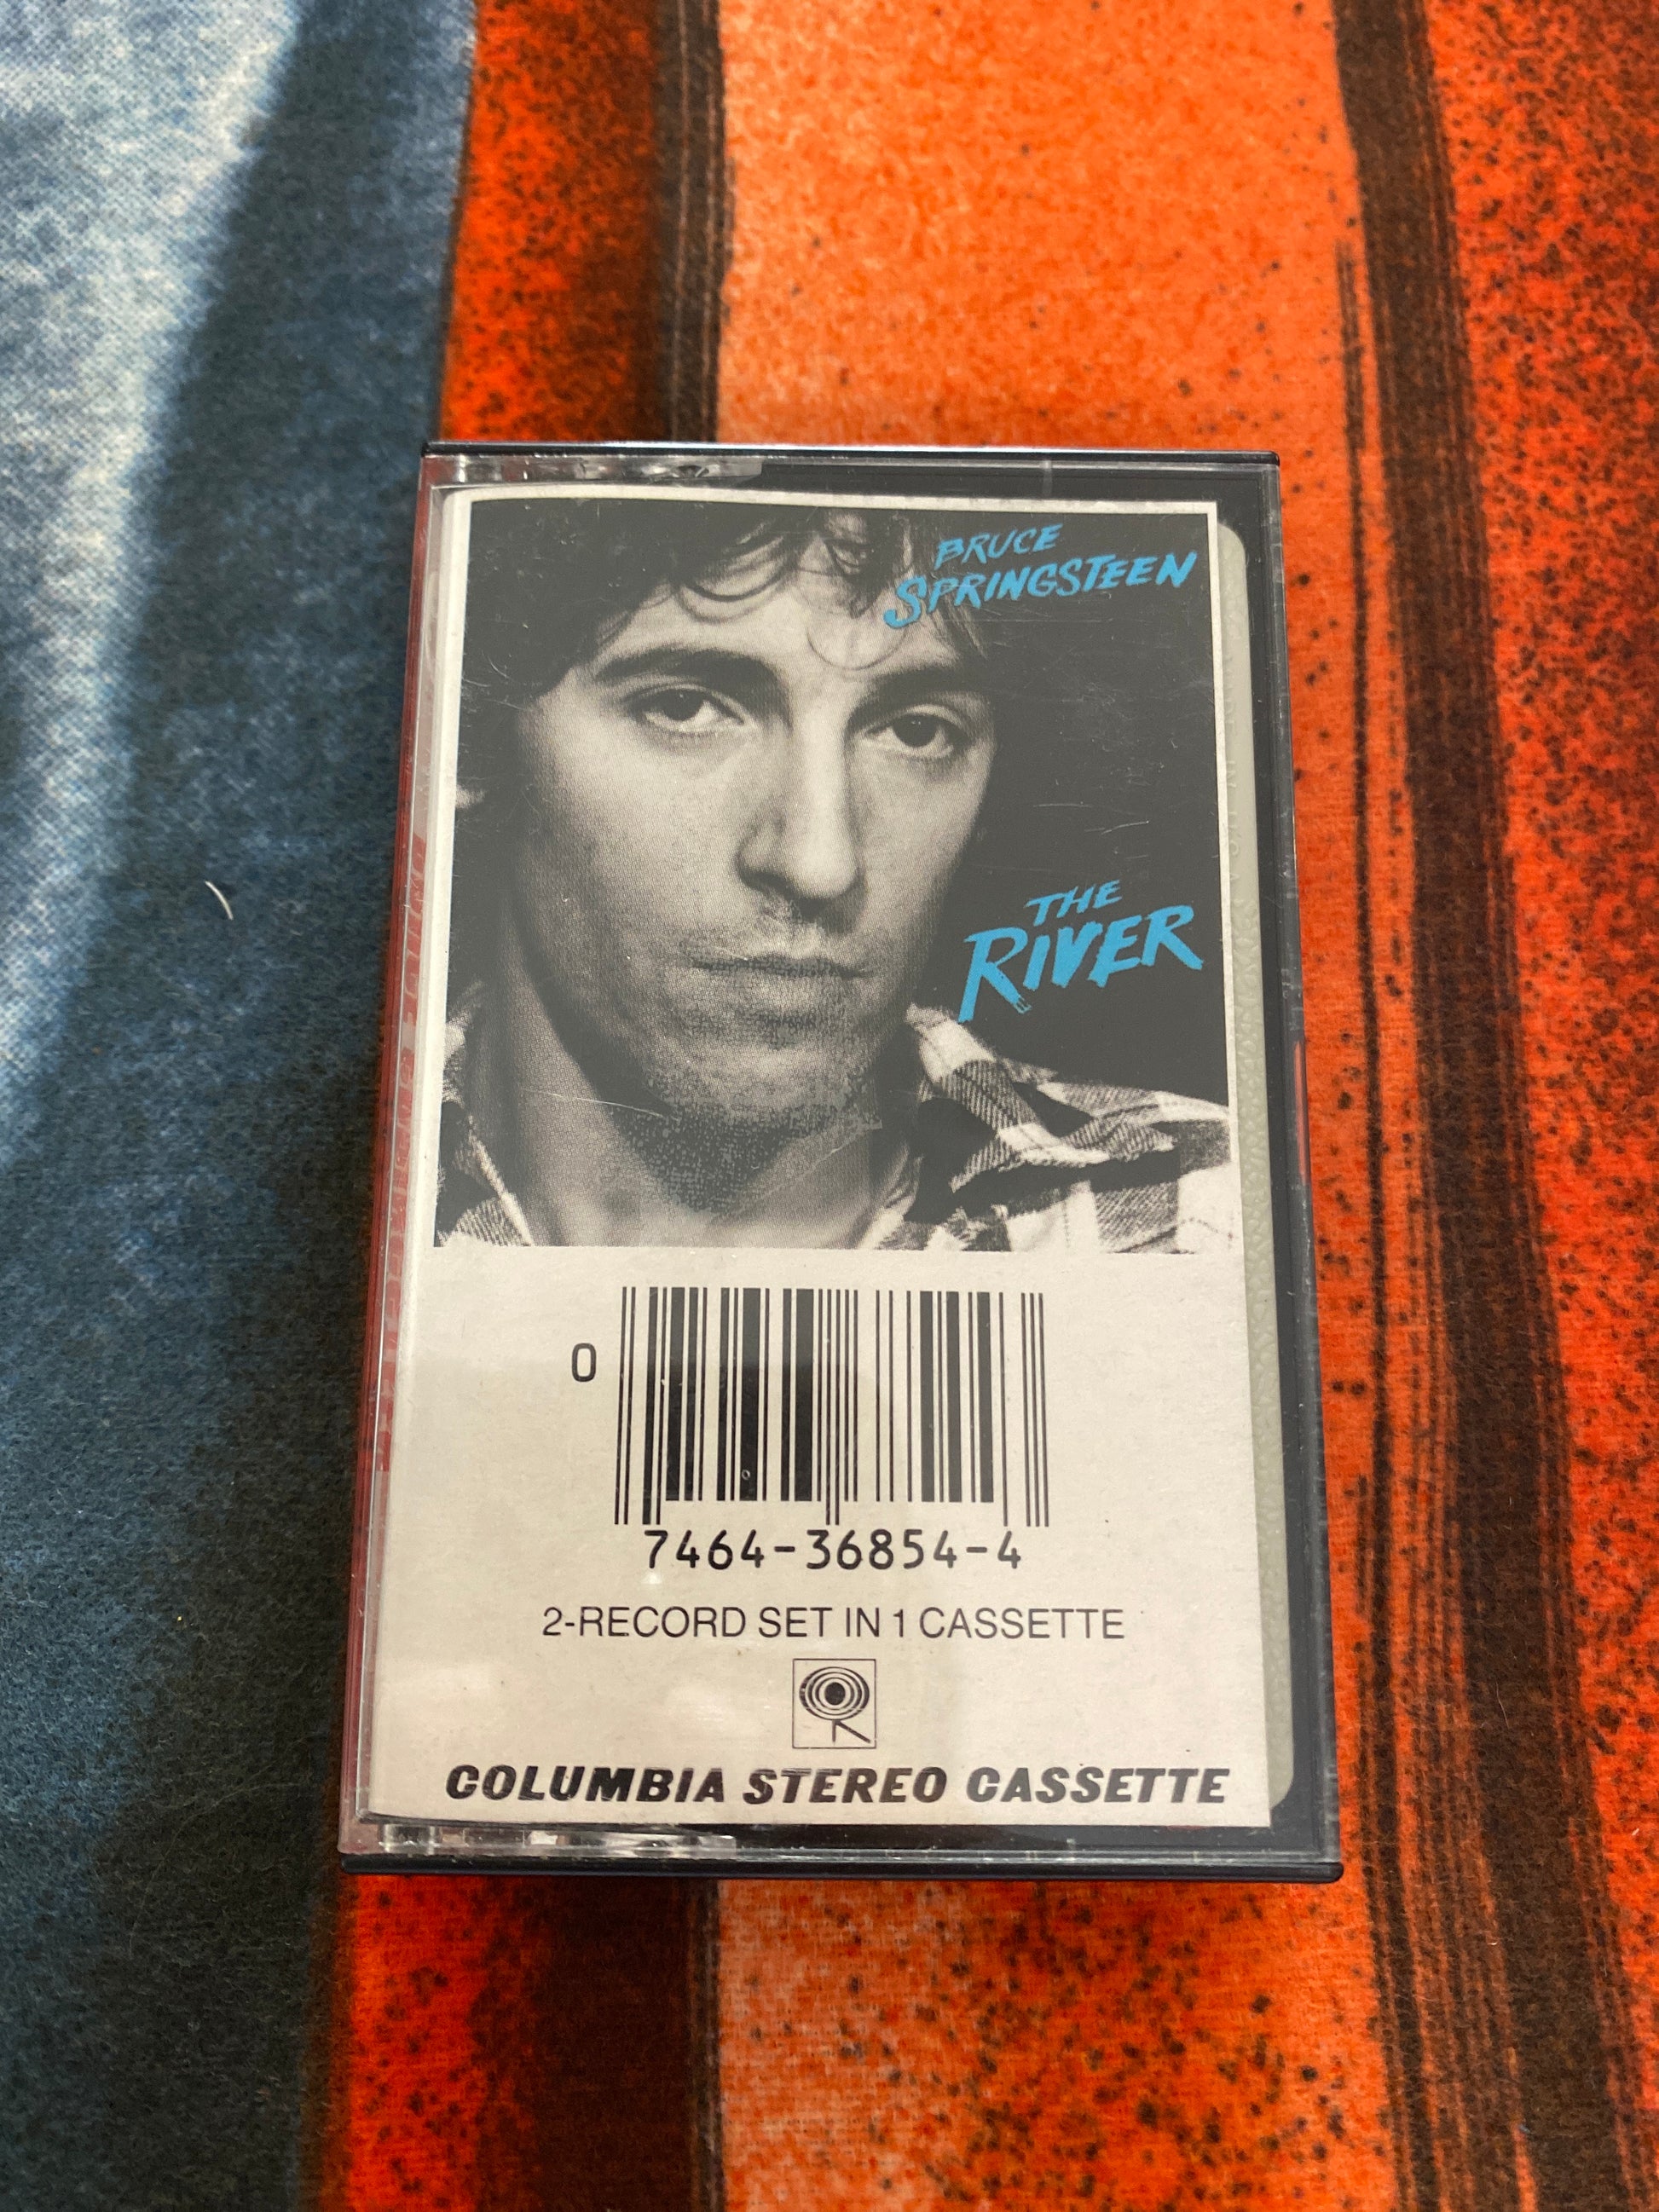 BRUCE
SPRINGSTEEN
THE
RIVER
0
7464-36854-4
2-RECORD SET IN 1 CASSETTE
COLUMBIA STEREO CASSETTE